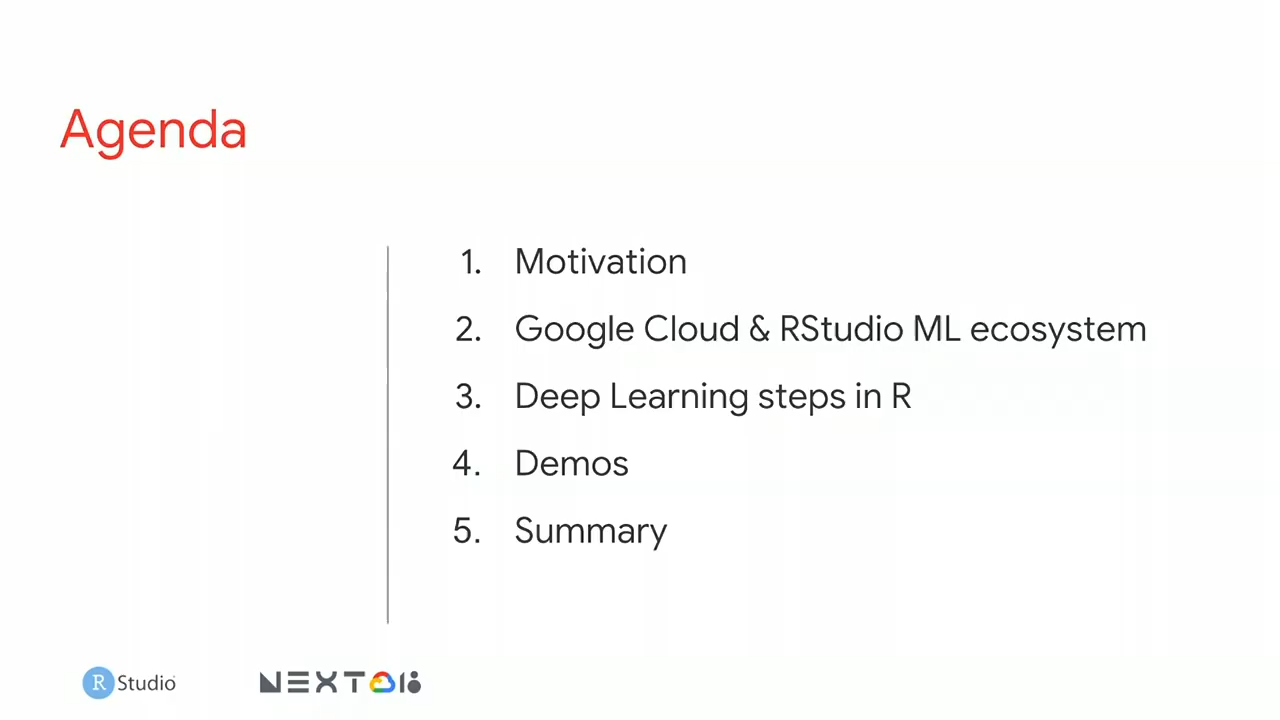 Agenda
1. Motivation
2. Google Cloud & RStudio ML ecosystem
3. Deep Learning steps in R
4. Demos
5. Summary
R Studio
NEXT 18